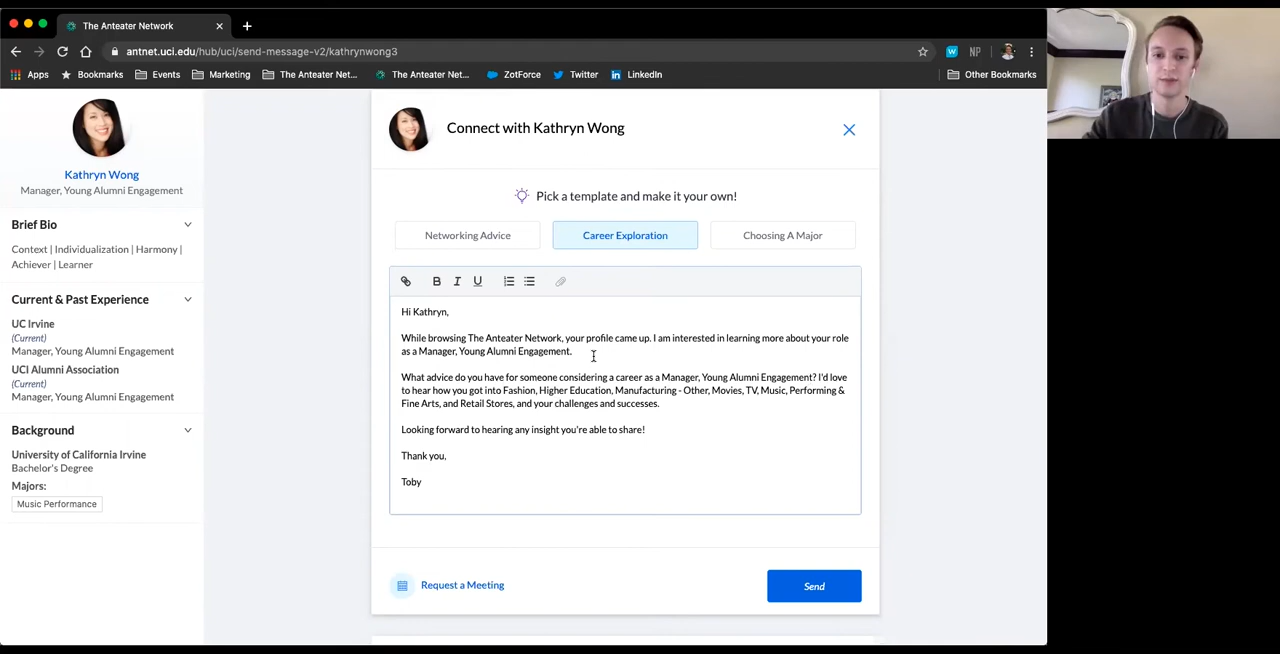 The Anteater Network
antnet.uci.edu/hub/uci/send-message-v2/kathrynwong3
W
NP
Apps
Bookmarks
Events
Marketing
The Anteater Net...
The Anteater Net...
ZotForce
Twitter
in
LinkedIn
Other Bookmarks
Kathryn Wong
Manager, Young Alumni Engagement
Brief Bio
Context | Individualization | Harmony |
Achiever | Learner
Current & Past Experience
UC Irvine
(Current)
Manager, Young Alumni Engagement
UCI Alumni Association
(Current)
Manager, Young Alumni Engagement
Background
University of California Irvine
Bachelor's Degree
Majors:
Music Performance
Connect with Kathryn Wong
Pick a template and make it your own!
Networking Advice
Career Exploration
Choosing A Major
B I U
Hi Kathryn,
While browsing The Anteater Network, your profile came up. I am interested in learning more about your role
as a Manager, Young Alumni Engagement.
What advice do you have for someone considering a career as a Manager, Young Alumni Engagement? I'd love
to hear how you got into Fashion, Higher Education, Manufacturing - Other, Movies, TV, Music, Performing &
Fine Arts, and Retail Stores, and your challenges and successes.
Looking forward to hearing any insight you're able to share!
Thank you,
Toby
Request a Meeting
Send